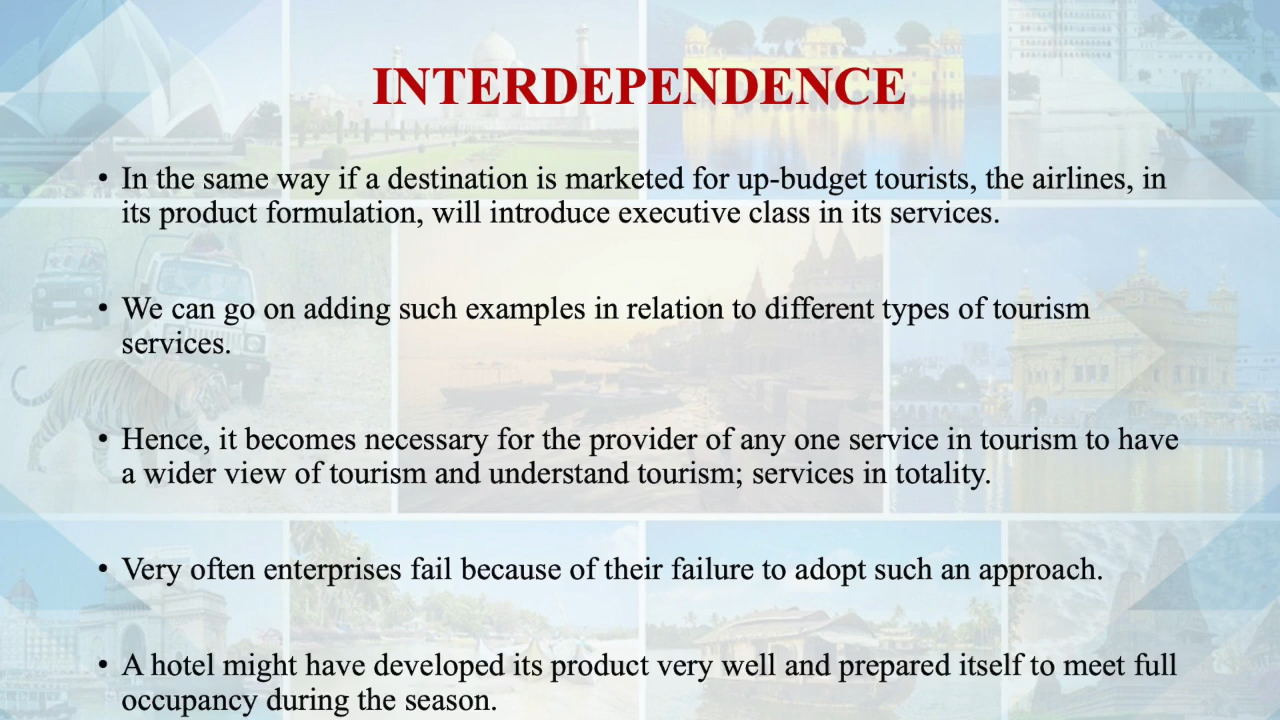 INTERDEPENDENCE
• In the same way if a destination is marketed for up-budget tourists, the airlines, in
its product formulation, will introduce executive class in its services.
• We can go on adding such examples in relation to different types of tourism
services.
• Hence, it becomes necessary for the provider of any one service in tourism to have
a wider view of tourism and understand tourism; services in totality.
• Very often enterprises fail because of their failure to adopt such an approach.
• A hotel might have developed its product very well and prepared itself to meet full
occupancy during the season.